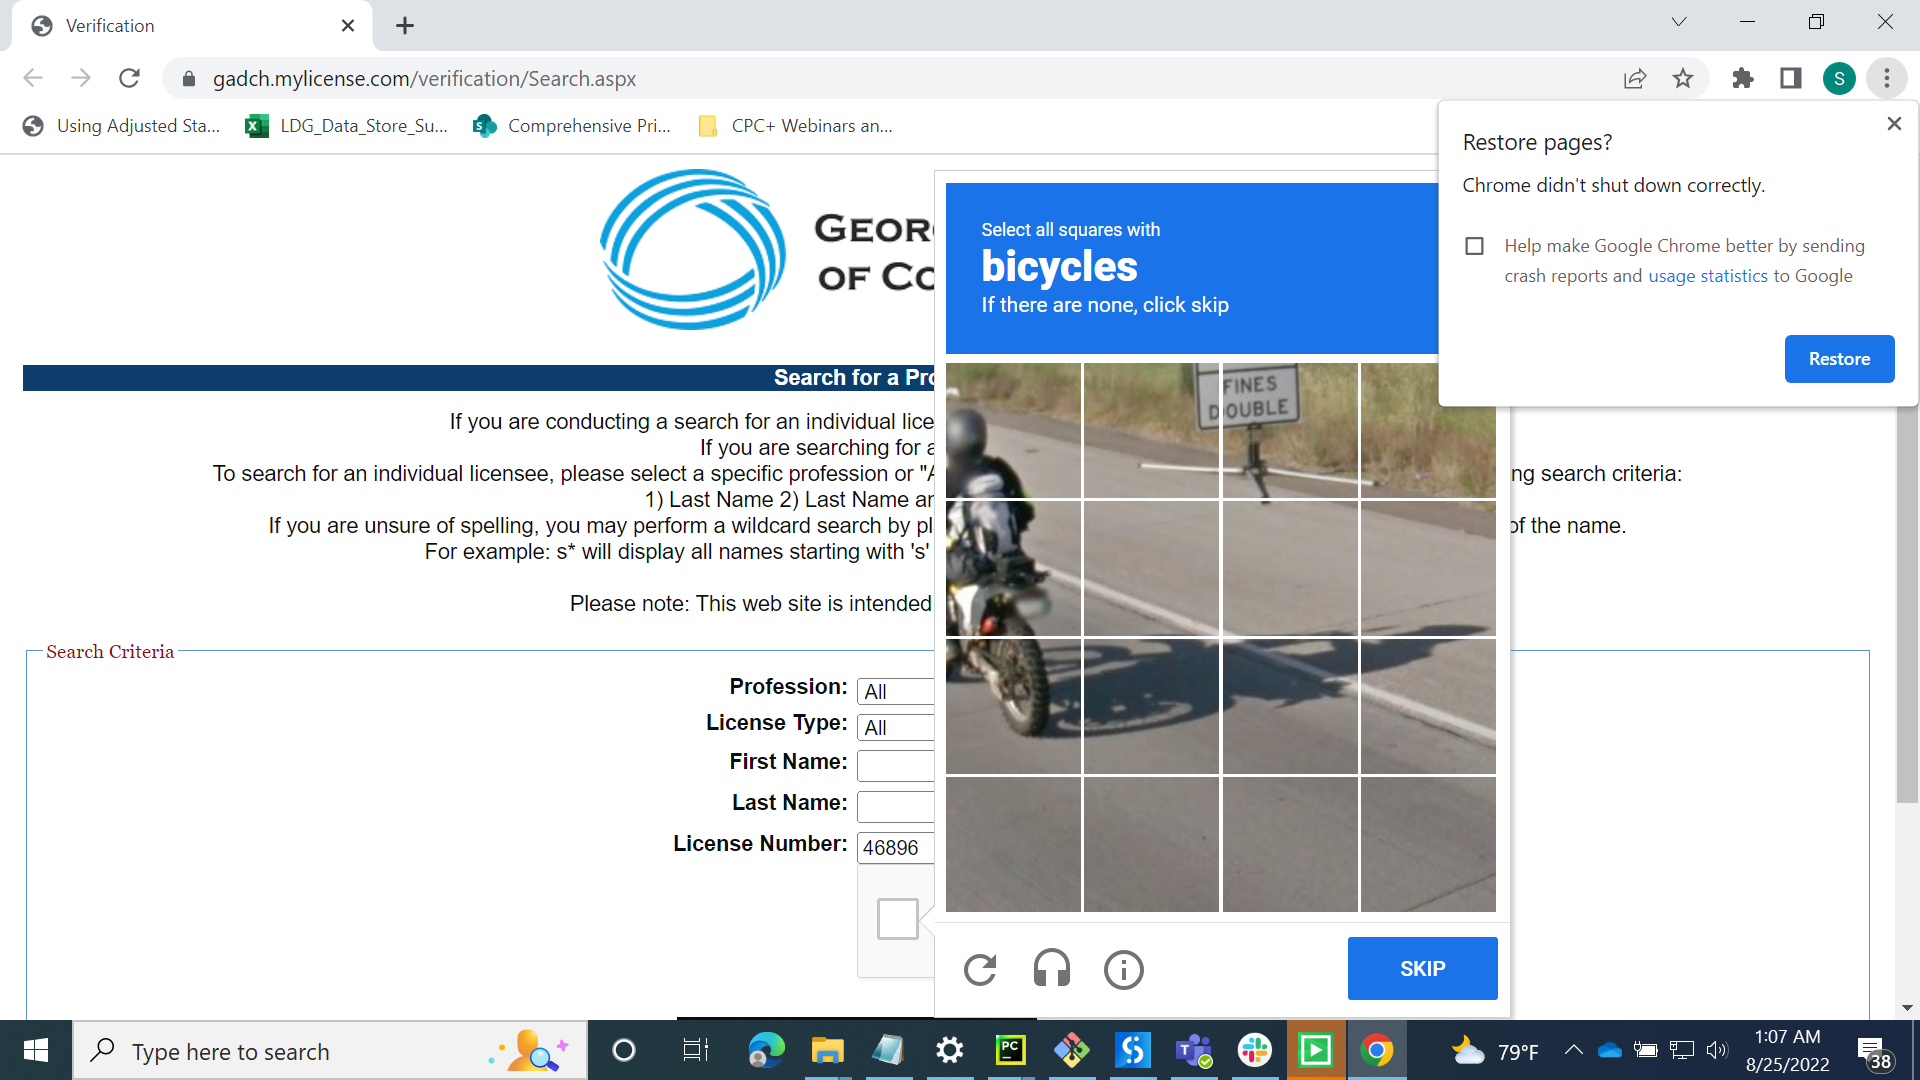 Verification
gadch.mylicense.com/verification/Search.aspx
S
Using Adjusted Sta...
LDG_Data_Store_Su...
Comprehensive Pri...
CPC+ Webinars an...
Restore pages?
Chrome didn't shut down correctly.
Help make Google Chrome better by sending
crash reports and usage statistics to Google
Restore
GEOR
OF CO
Select all squares with
bicycles
If there are none, click skip
FINES
DOUBLE
Search for a Pro
If you are conducting a search for an individual lice
If you are searching for a
To search for an individual licensee, please select a specific profession or "A
ng search criteria:
1) Last Name 2) Last Name an
If you are unsure of spelling, you may perform a wildcard search by pl
of the name.
For example: s* will display all names starting with 's'
Please note: This web site is intended
Search Criteria
Profession: All
License Type: All
First Name:
Last Name:
License Number: 46896
SKIP
Type here to search
PC
79°F
1:07 AM
8/25/2022
38